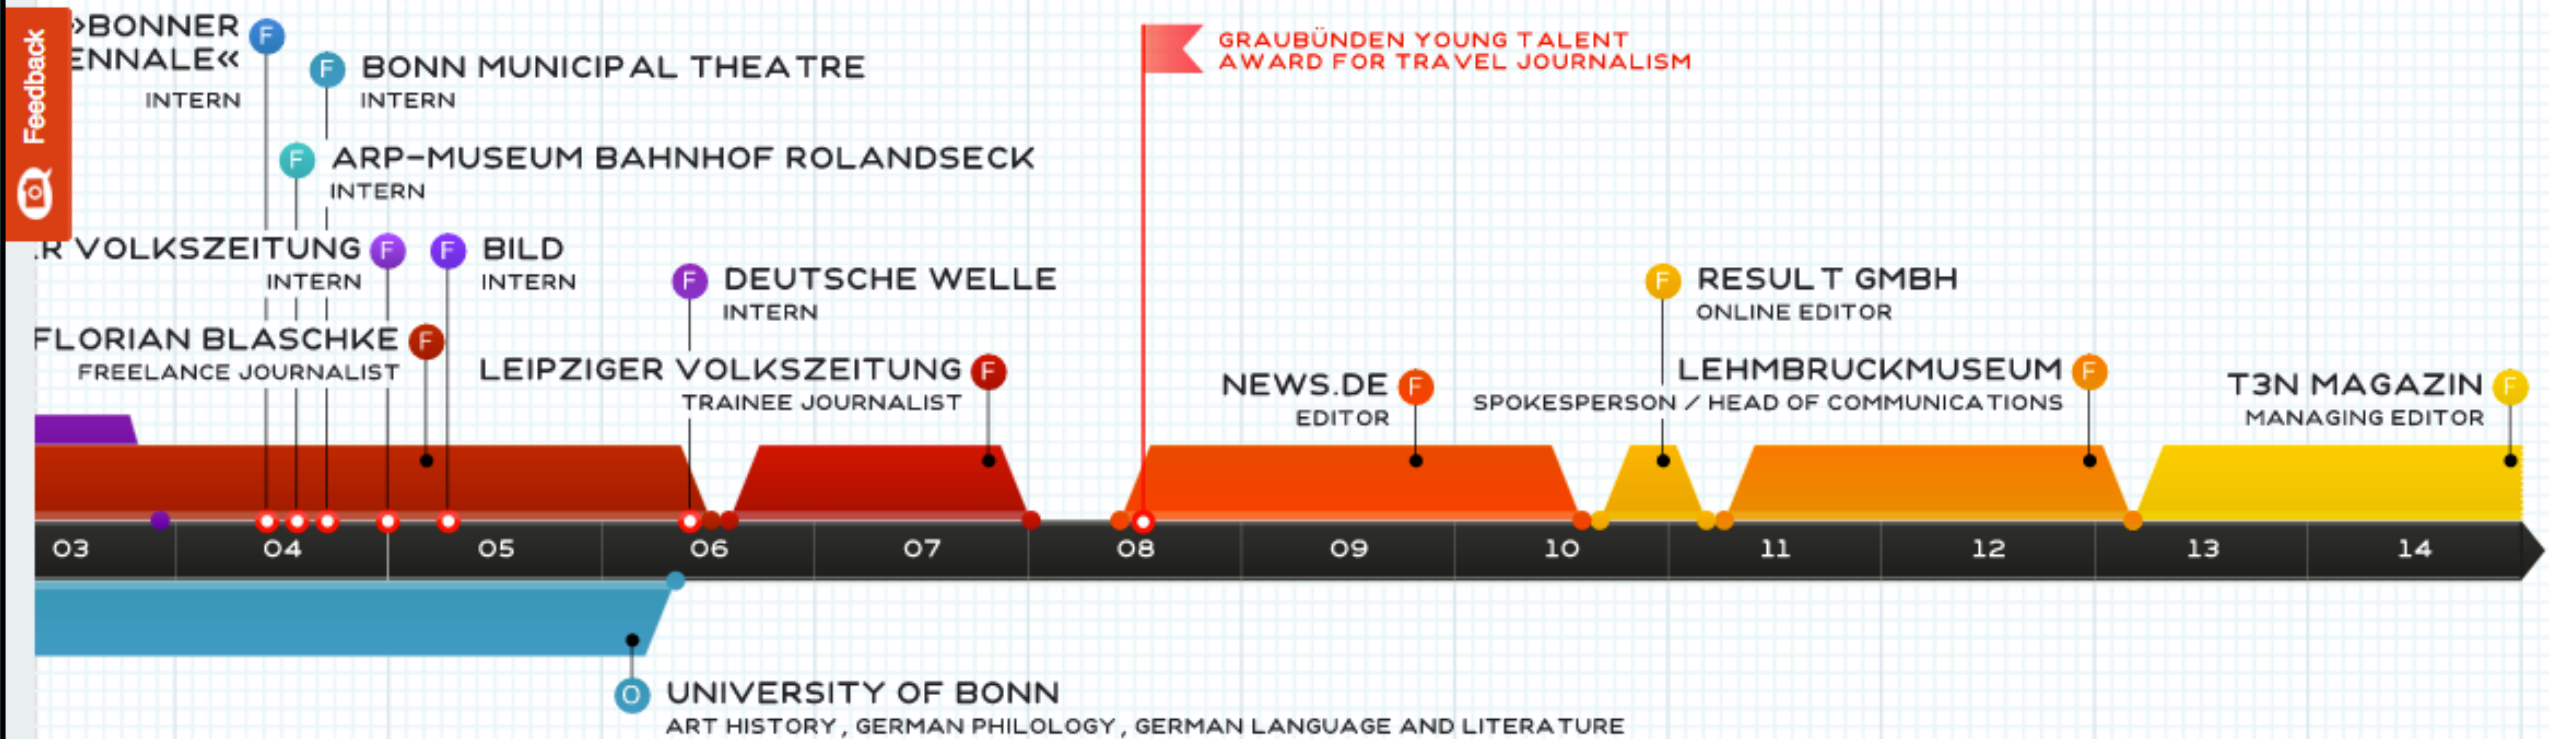 Feedback
»BONNER
ENNALE«
INTERN
F
F
BONN MUNICIPAL THEATRE
INTERN
F
ARP-MUSEUM BAHNHOF ROLANDSECK
INTERN
R VOLKSZEITUNG
INTERN
F
F
BILD
INTERN
FLORIAN BLASCHKE
FREELANCE JOURNALIST
F
F
DEUTSCHE WELLE
INTERN
LEIPZIGER VOLKSZEITUNG
TRAINEE JOURNALIST
F
GRAUBÜNDEN YOUNG TALENT
AWARD FOR TRAVEL JOURNALISM
NEWS.DE
EDITOR
F
F
RESULT GMBH
ONLINE EDITOR
LEHMBRUCKMUSEUM
SPOKESPERSON / HEAD OF COMMUNICATIONS
F
T3N MAGAZIN
MANAGING EDITOR
F
03 04 05 06 07 08 09 10 11 12 13 14
O
UNIVERSITY OF BONN
ART HISTORY, GERMAN PHILOLOGY, GERMAN LANGUAGE AND LITERATURE